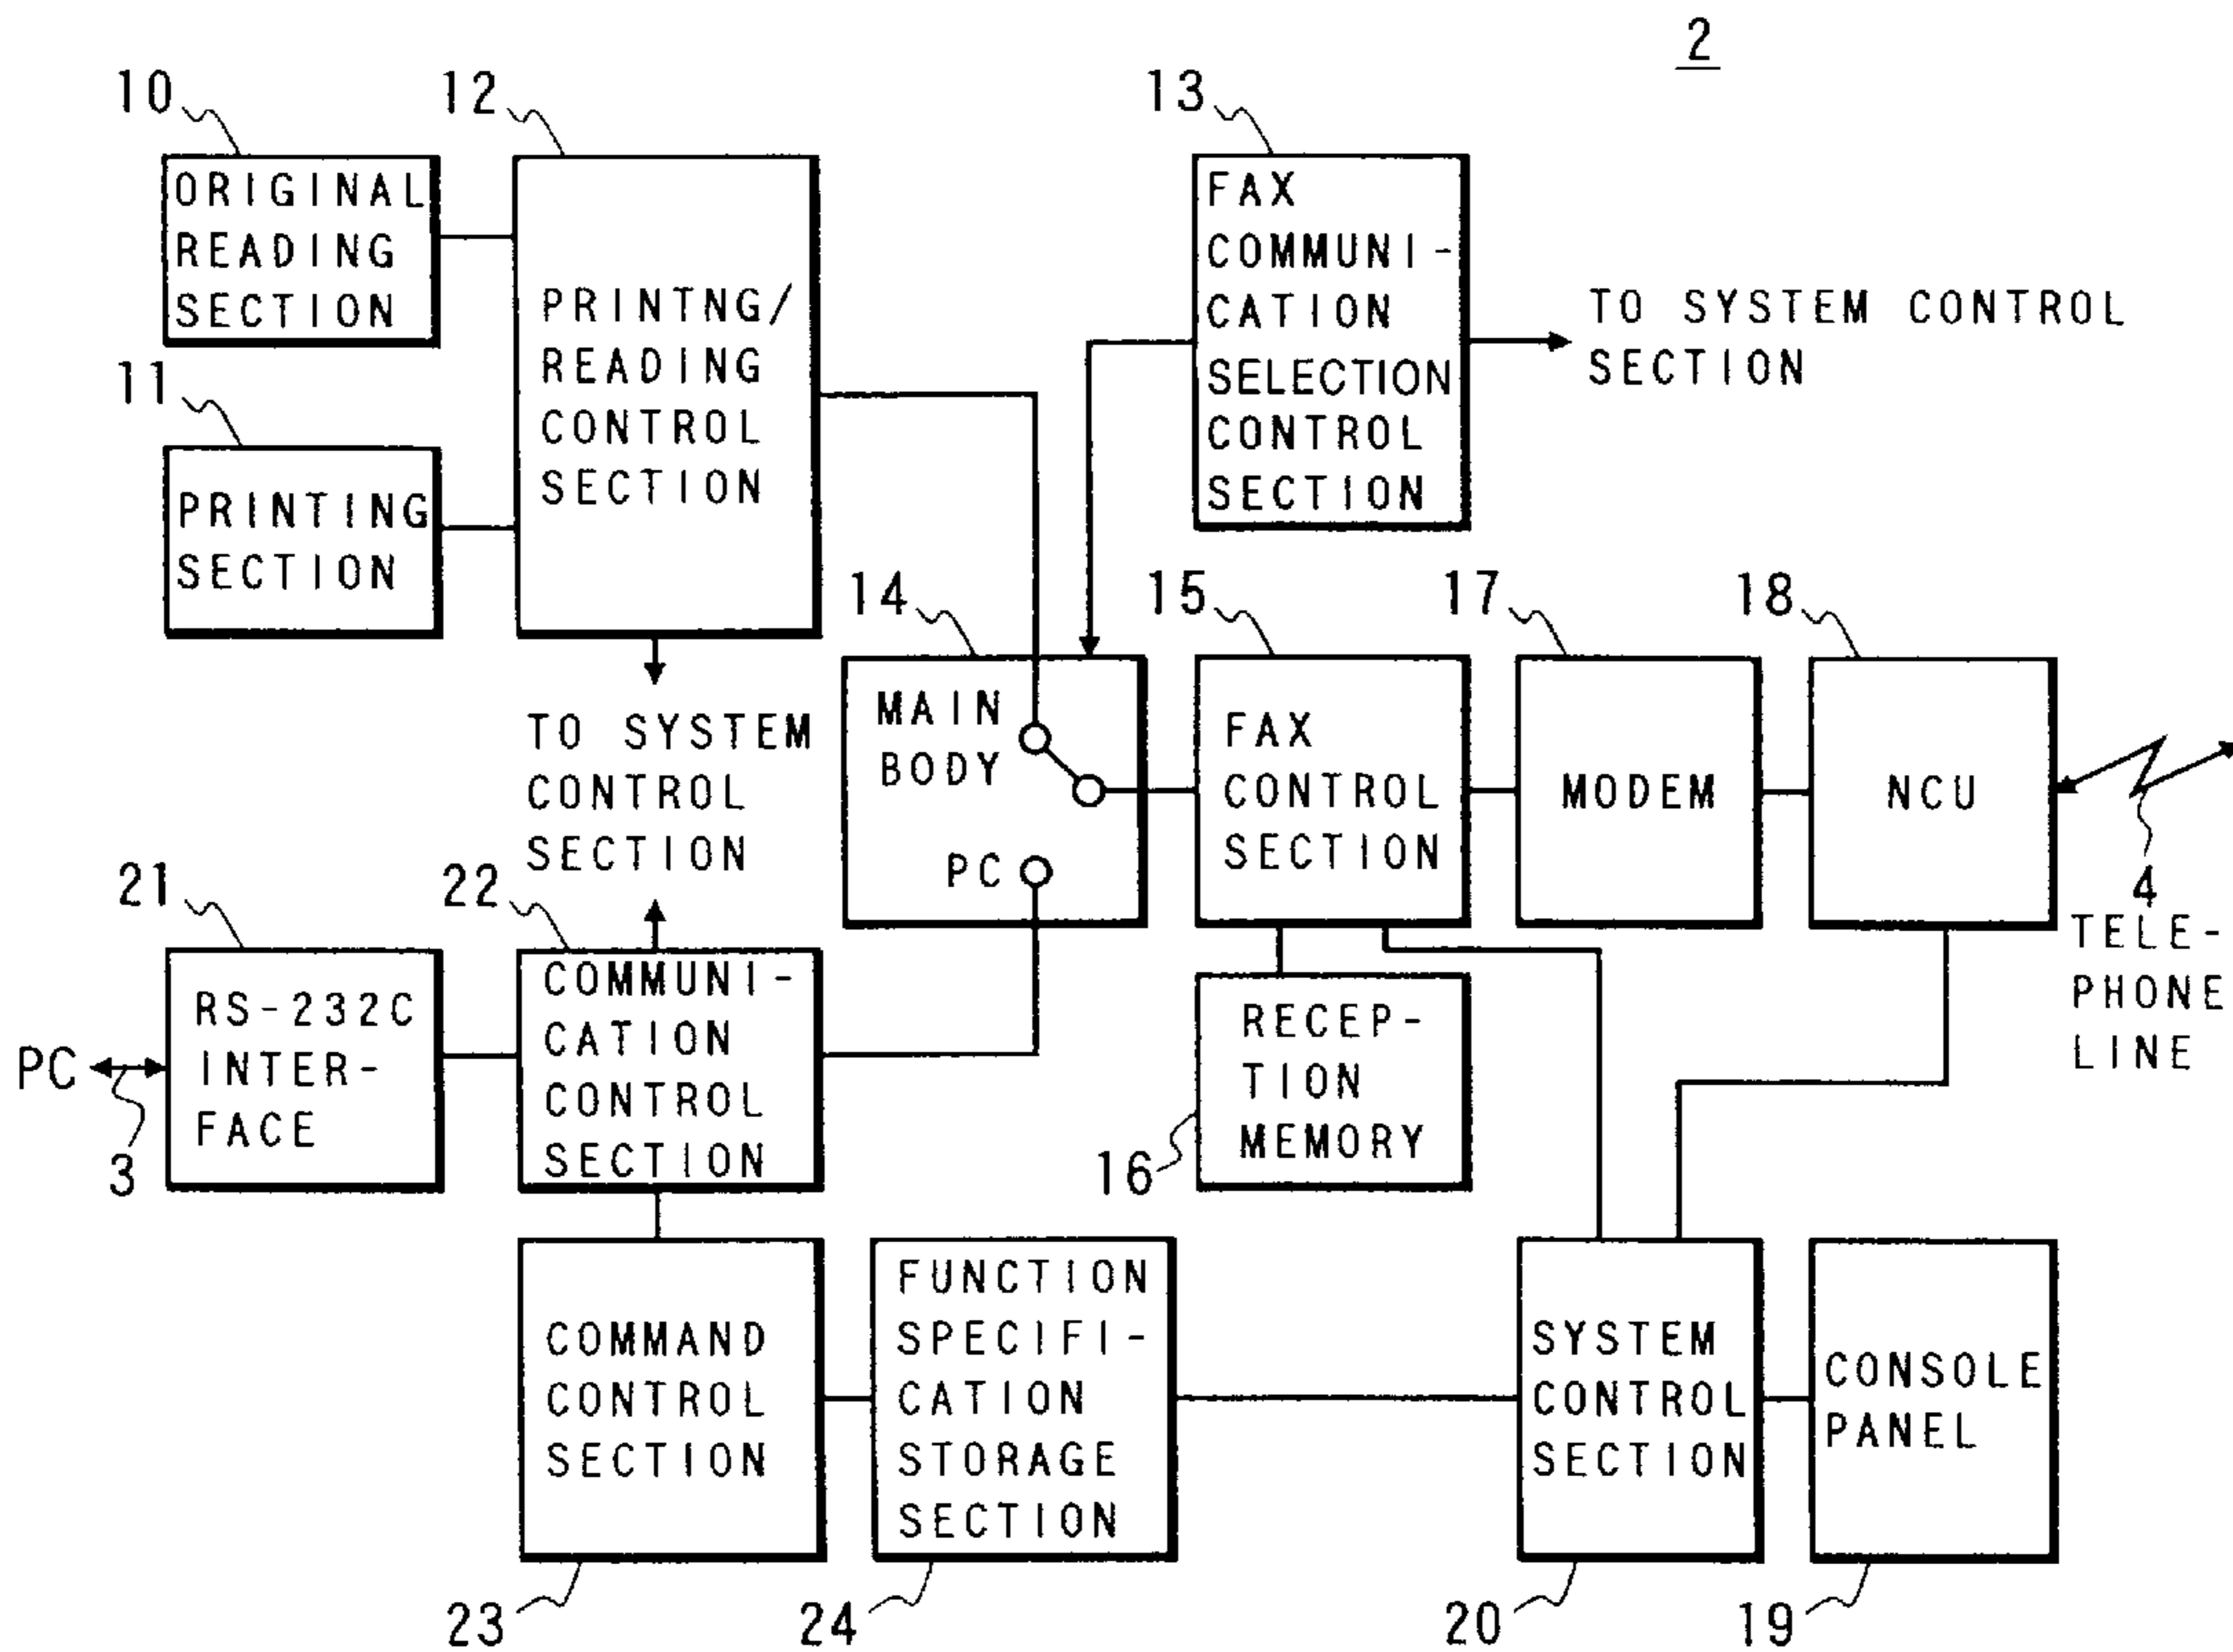 2
10
ORIGINAL
READING
SECTION
11
PRINTING
SECTION
12
PRINTNG/
READING
CONTROL
SECTION
TO SYSTEM
CONTROL
SECTION
13
FAX
COMMUNI-
CATION
SELECTION
CONTROL
SECTION
TO SYSTEM CONTROL
SECTION
14
MAIN
BODY
PC
15
FAX
CONTROL
SECTION
17
MODEM
18
NCU
4
TELE-
PHONE
LINE
16
RECEP-
TION
MEMORY
PC
3
21
RS-232C
INTER-
FACE
22
COMMUNI-
CATION
CONTROL
SECTION
COMMAND
CONTROL
SECTION
23
FUNCTION
SPECIFI-
CATION
STORAGE
SECTION
24
SYSTEM
CONTROL
SECTION
20
CONSOLE
PANEL
19